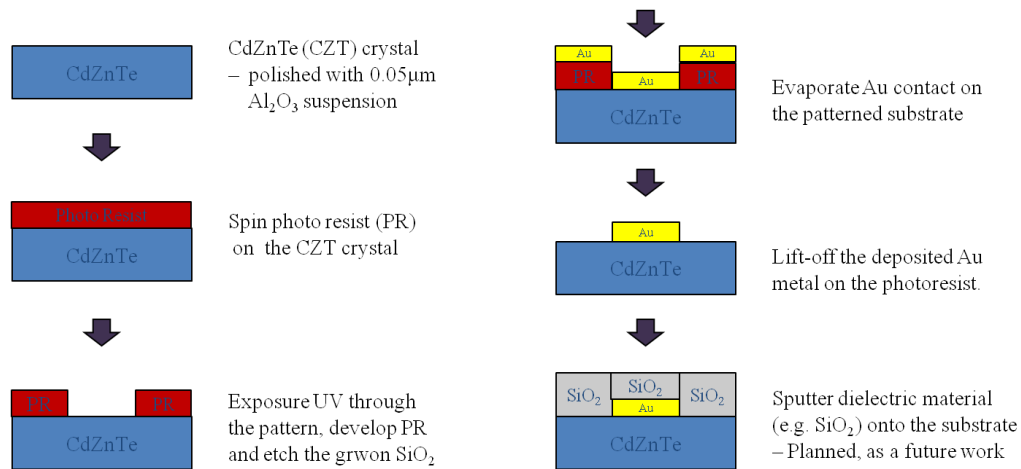 CdZnTe
CdZnTe (CZT) crystal
– polished with 0.05μm
Al₂O₃ suspension
Photo Resist
CdZnTe
Spin photo resist (PR)
on the CZT crystal
PR PR
CdZnTe
Exposure UV through
the pattern, develop PR
and etch the grwon SiO₂
Au Au
PR Au PR
CdZnTe
Evaporate Au contact on
the patterned substrate
Au
CdZnTe
Lift-off the deposited Au
metal on the photoresist.
SiO₂ SiO₂ SiO₂
Au
CdZnTe
Sputter dielectric material
(e.g. SiO₂) onto the substrate
– Planned, as a future work